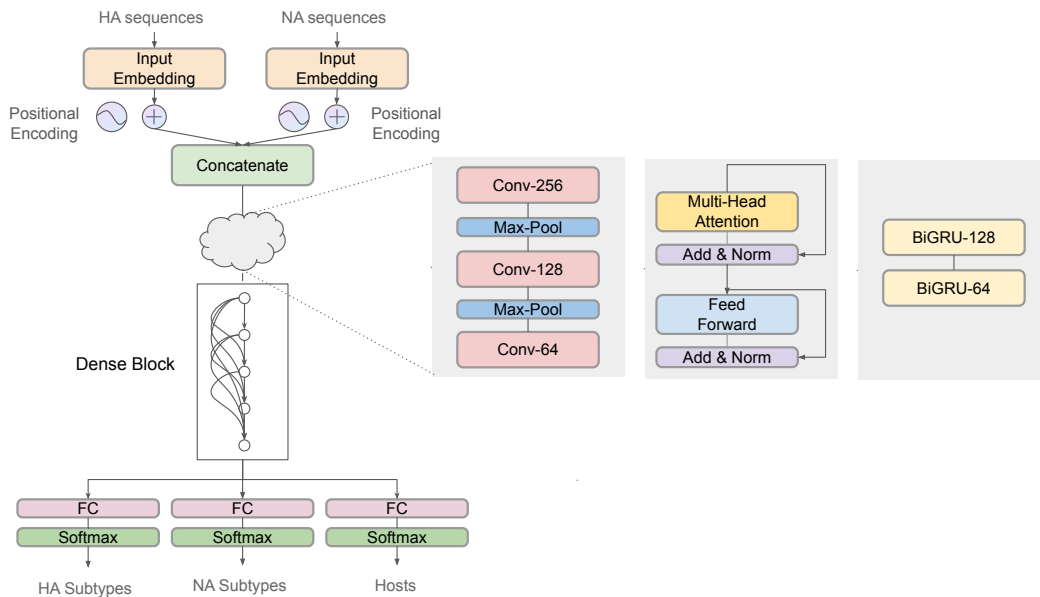 HA sequences
NA sequences
Input
Embedding
Input
Embedding
Positional
Encoding
Positional
Encoding
Concatenate
Conv-256
Max-Pool
Conv-128
Max-Pool
Conv-64
Multi-Head
Attention
Add & Norm
Feed
Forward
Add & Norm
BiGRU-128
BiGRU-64
Dense Block
FC
FC
FC
Softmax
Softmax
Softmax
HA Subtypes
NA Subtypes
Hosts